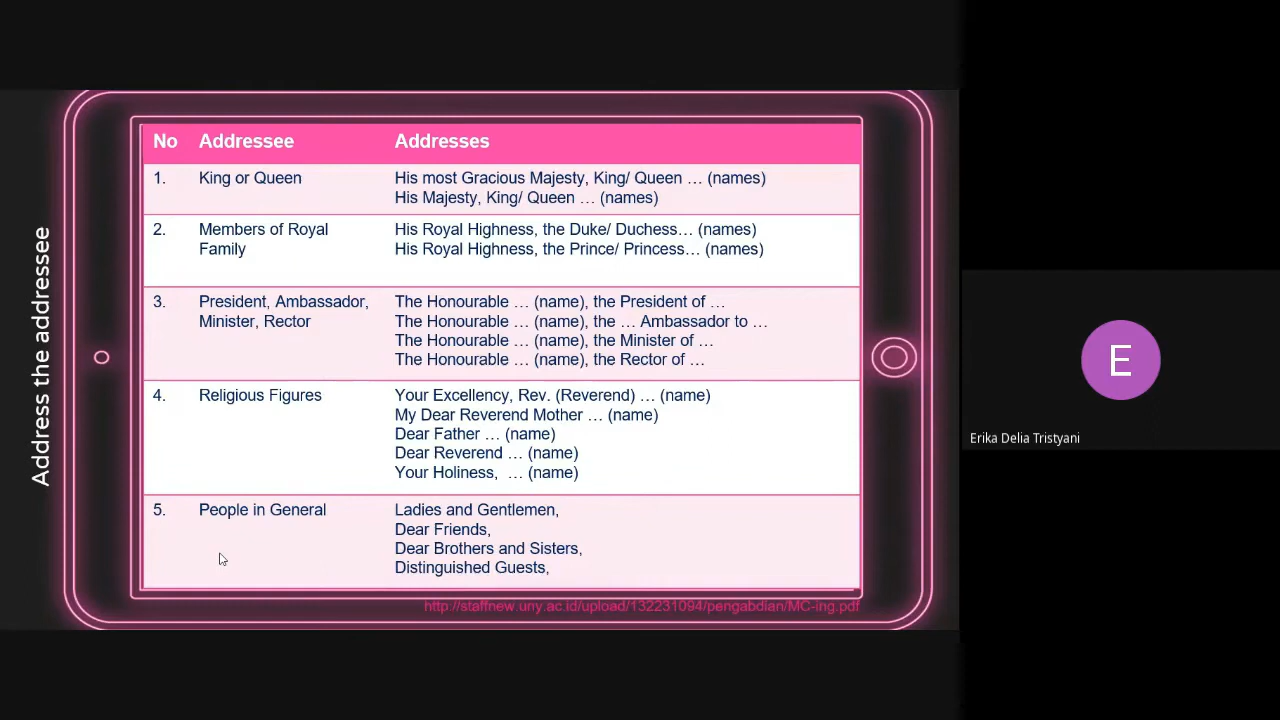 Address the addressee
No Addressee Addresses
1. King or Queen His most Gracious Majesty, King/ Queen … (names)
His Majesty, King/ Queen … (names)
2. Members of Royal His Royal Highness, the Duke/ Duchess… (names)
Family His Royal Highness, the Prince/ Princess… (names)
3. President, Ambassador, The Honourable … (name), the President of …
Minister, Rector The Honourable … (name), the … Ambassador to …
The Honourable … (name), the Minister of …
The Honourable … (name), the Rector of …
4. Religious Figures Your Excellency, Rev. (Reverend) … (name)
My Dear Reverend Mother … (name)
Dear Father … (name)
Dear Reverend … (name)
Your Holiness, … (name)
5. People in General Ladies and Gentlemen,
Dear Friends,
Dear Brothers and Sisters,
Distinguished Guests,
http://staffnew.uny.ac.id/upload/132231094/pengabdian/MC-ing.pdf
E
Erika Delia Tristyani